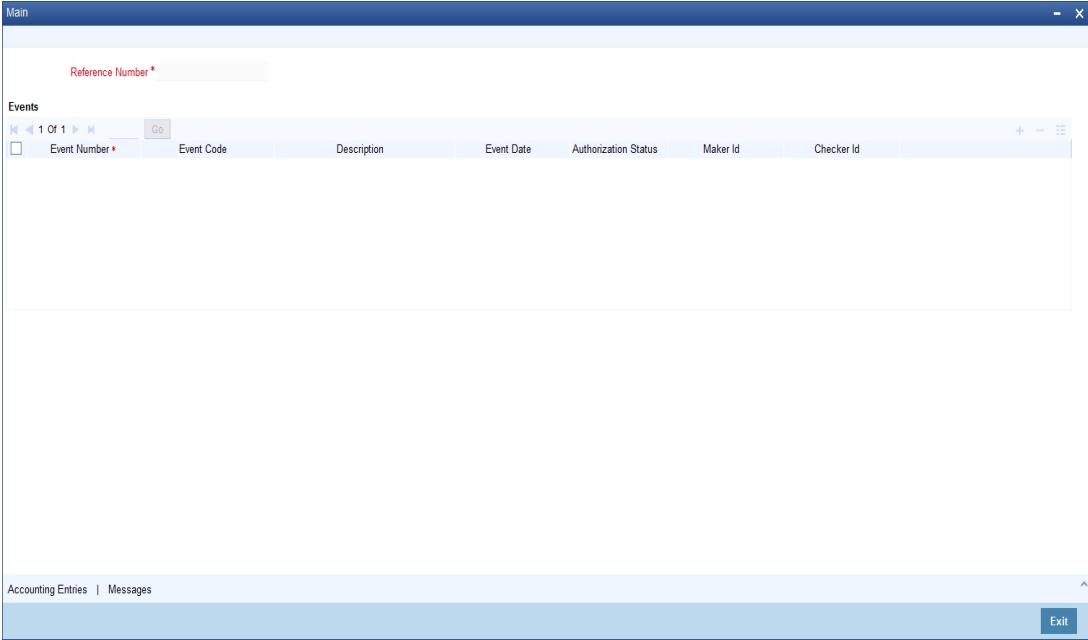 Main
Reference Number *
Events
1 Of 1 Go
Event Number * Event Code Description Event Date Authorization Status Maker Id Checker Id
Accounting Entries | Messages
Exit